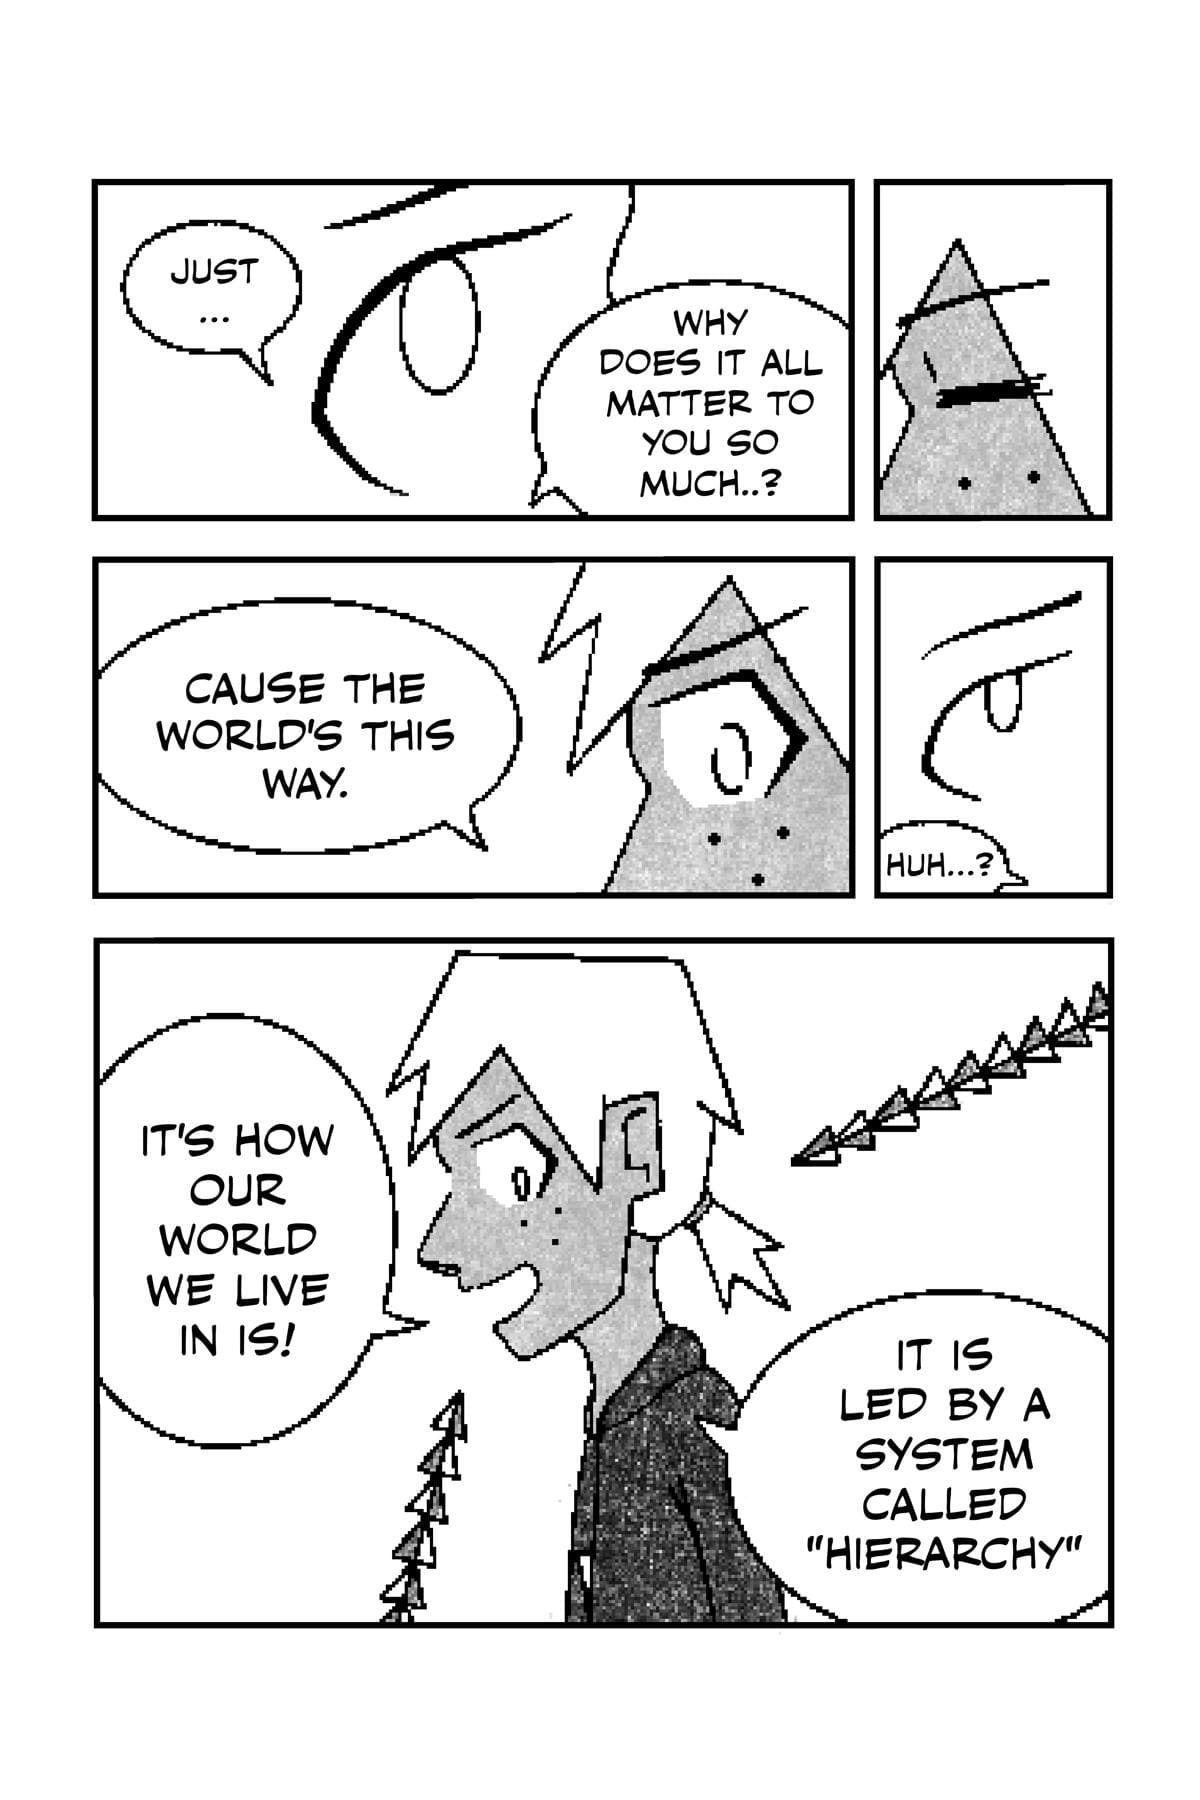 JUST
...
WHY
DOES IT ALL
MATTER TO
YOU SO
MUCH..?
CAUSE THE
WORLD'S THIS
WAY.
HUH...?
IT'S HOW
OUR
WORLD
WE LIVE
IN IS!
IT IS
LED BY A
SYSTEM
CALLED
"HIERARCHY"